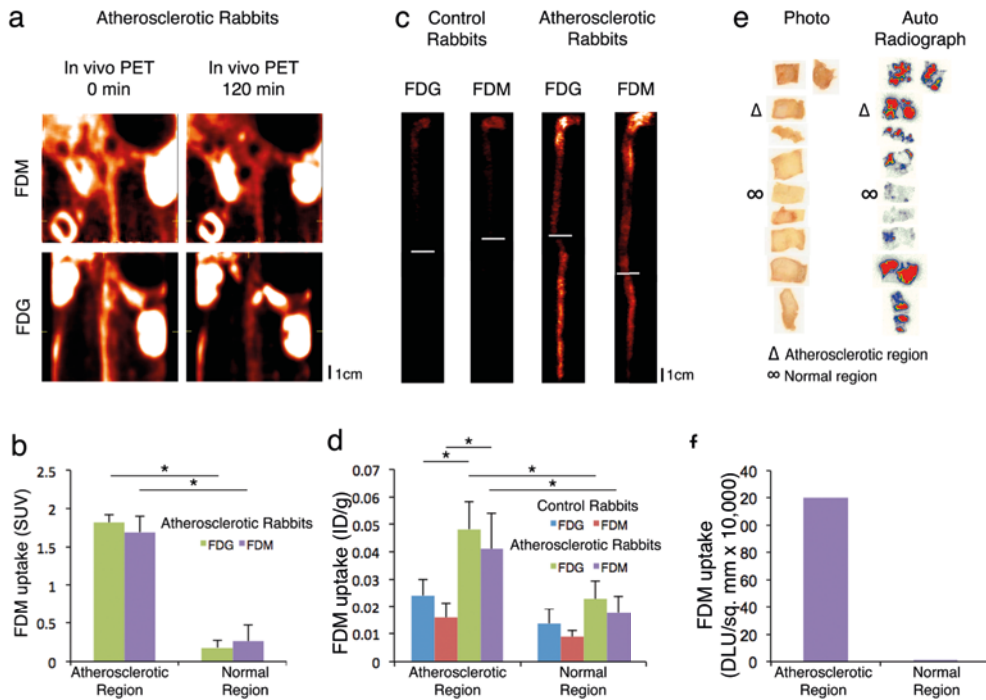 a
Atherosclerotic Rabbits
In vivo PET
0 min
In vivo PET
120 min
FDM
FDG
1cm
b
FDM uptake (SUV)
2.5
2
1.5
1
0.5
0
*
*
Atherosclerotic Rabbits
FDG
FDM
Atherosclerotic
Region
Normal
Region
c
Control
Rabbits
Atherosclerotic
Rabbits
FDG
FDM
FDG
FDM
1cm
d
FDM uptake (ID/g)
0.07
0.06
0.05
0.04
0.03
0.02
0.01
0
*
*
*
*
Control Rabbits
FDG
FDM
Atherosclerotic Rabbits
FDG
FDM
Atherosclerotic
Region
Normal
Region
e
Photo
Auto
Radiograph
Δ
Δ
∞
∞
Δ Atherosclerotic region
∞ Normal region
f
FDM uptake
(DLU/sq. mm x 10,000)
40
20
00
80
60
40
20
0
Atherosclerotic
Region
Normal
Region